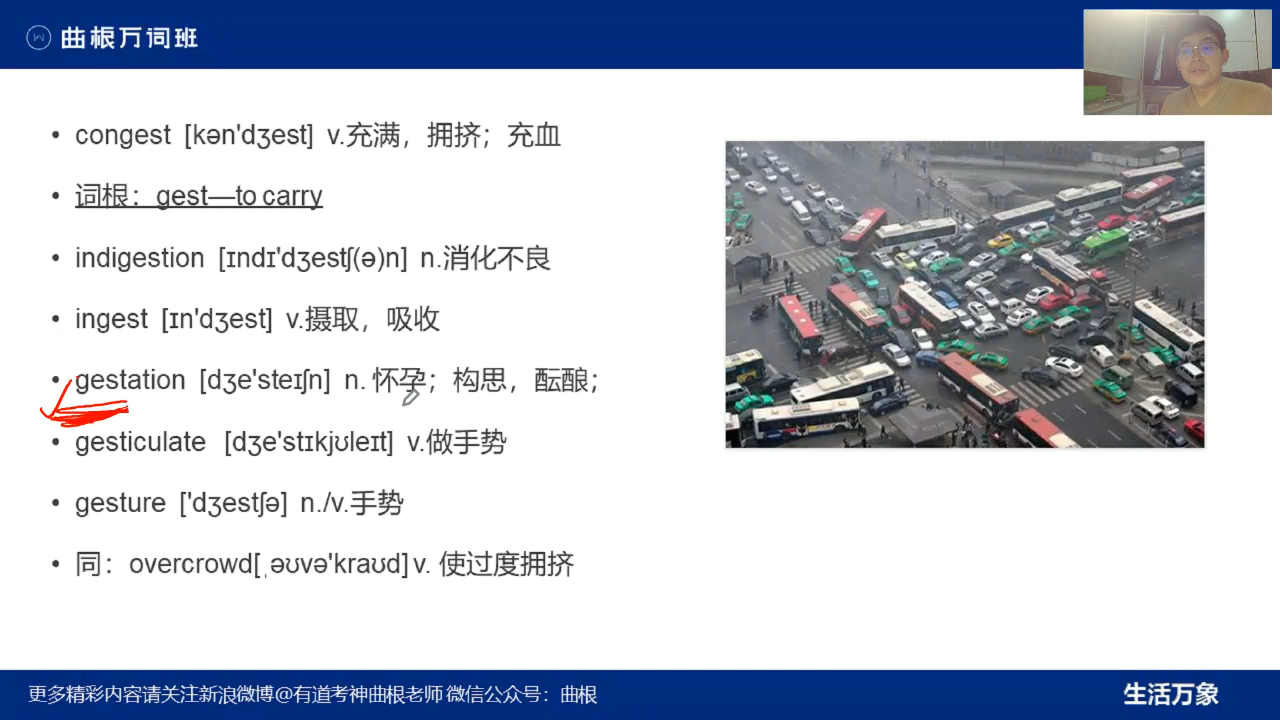 曲根万词班
• congest [kən'dʒest] v.充满，拥挤；充血
• 词根：gest—to carry
• indigestion [ɪndɪ'dʒestʃ(ə)n] n.消化不良
• ingest [ɪn'dʒest] v.摄取，吸收
• gestation [dʒe'steɪʃn] n. 怀孕；构思，酝酿；
• gesticulate [dʒe'stɪkjʊleɪt] v.做手势
• gesture ['dʒestʃə] n./v.手势
• 同：overcrowd[ˌəʊvə'kraʊd] v. 使过度拥挤
更多精彩内容请关注新浪微博@有道考神曲根老师 微信公众号：曲根
生活万象